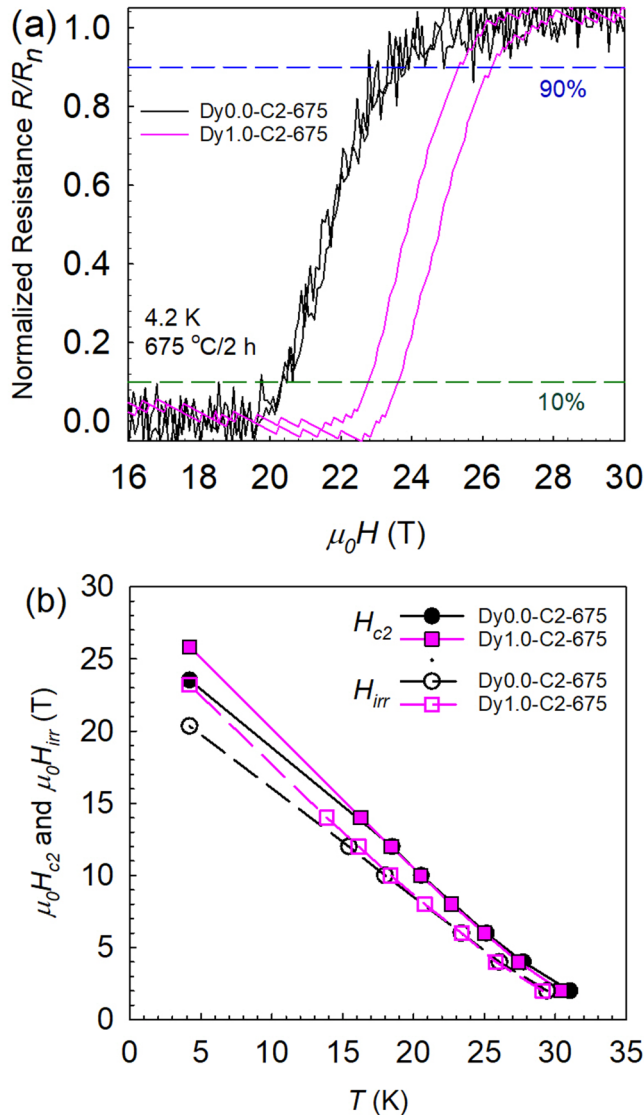 (a)
Normalized Resistance R/Rn
1.0
0.8
0.6
0.4
0.2
0.0
Dy0.0-C2-675
Dy1.0-C2-675
90%
4.2 K
675 °C/2 h
10%
16 18 20 22 24 26 28 30
μ0H (T)
(b)
μ0Hc2 and μ0Hirr (T)
30
25
20
15
10
5
0
Hc2
Dy0.0-C2-675
Dy1.0-C2-675
Hirr
Dy0.0-C2-675
Dy1.0-C2-675
0 5 10 15 20 25 30 35
T (K)